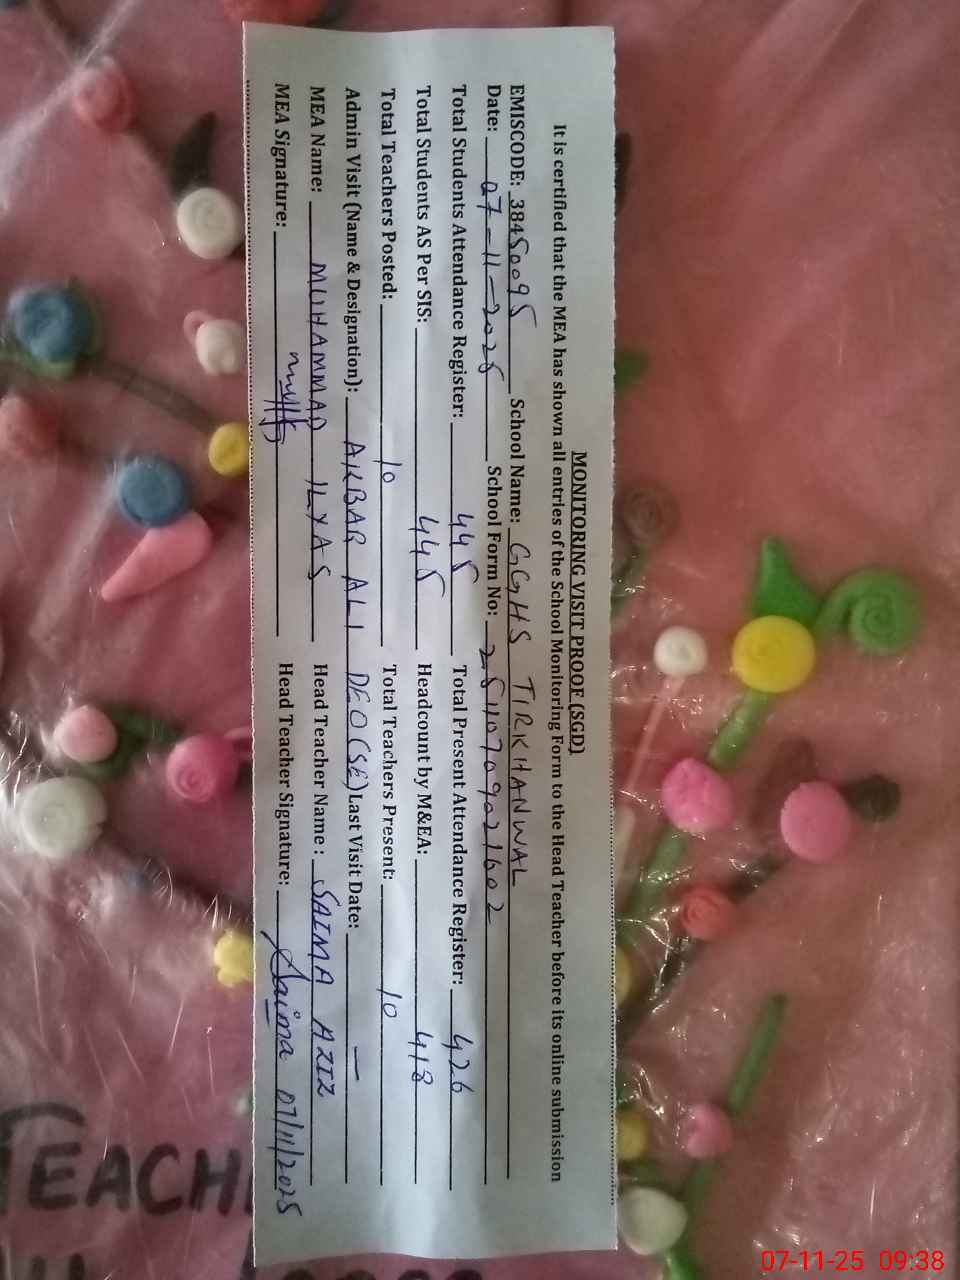 MONITORING VISIT PROOF (SGD)
It is certified that the MEA has shown all entries of the School Monitoring Form to the Head Teacher before its online submission
EMISCODE: 38450095 School Name: GGHS TIRKHANWAL
Date: 07-11-2025 School Form No: 25110709021602
Total Students Attendance Register: 445 Total Present Attendance Register: 426
Total Students AS Per SIS: 445 Headcount by M&EA: 418
Total Teachers Posted: 10 Total Teachers Present: 10
Admin Visit (Name & Designation): AKBAR ALI DEO (SE) Last Visit Date: —
MEA Name: MUHAMMAD ILYAS Head Teacher Name: SAIMA AZIZ
MEA Signature: Head Teacher Signature: Saima 07/11/2025
TEACH
07-11-25 09:38